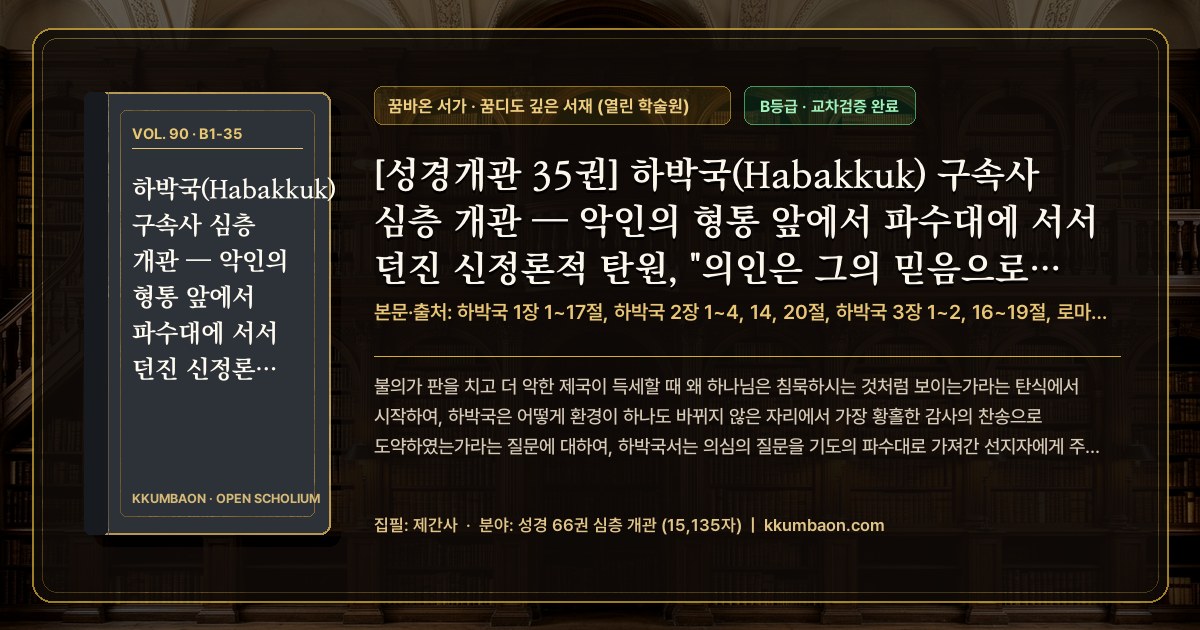 VOL. 90 · B1-35
하박국(Habakkuk)
구속사 심층
개관 — 악인의
형통 앞에서
파수대에 서서
던진 신정론…
KKUMBAON · OPEN SCHOLIUM
꿈바온 서가 · 꿈디도 깊은 서재 (열린 학술원)
B등급 · 교차검증 완료
[성경개관 35권] 하박국(Habakkuk) 구속사
심층 개관 — 악인의 형통 앞에서 파수대에 서서
던진 신정론적 탄원, "의인은 그의 믿음으로…
본문·출처: 하박국 1장 1~17절, 하박국 2장 1~4, 14, 20절, 하박국 3장 1~2, 16~19절, 로마…
불의가 판을 치고 더 악한 제국이 득세할 때 왜 하나님은 침묵하시는 것처럼 보이는가라는 탄식에서
시작하여, 하박국은 어떻게 환경이 하나도 바뀌지 않은 자리에서 가장 황홀한 감사의 찬송으로
도약하였는가라는 질문에 대하여, 하박국서는 의심의 질문을 기도의 파수대로 가져간 선지자에게 주…
집필: 제간사 · 분야: 성경 66권 심층 개관 (15,135자) | kkumbaon.com